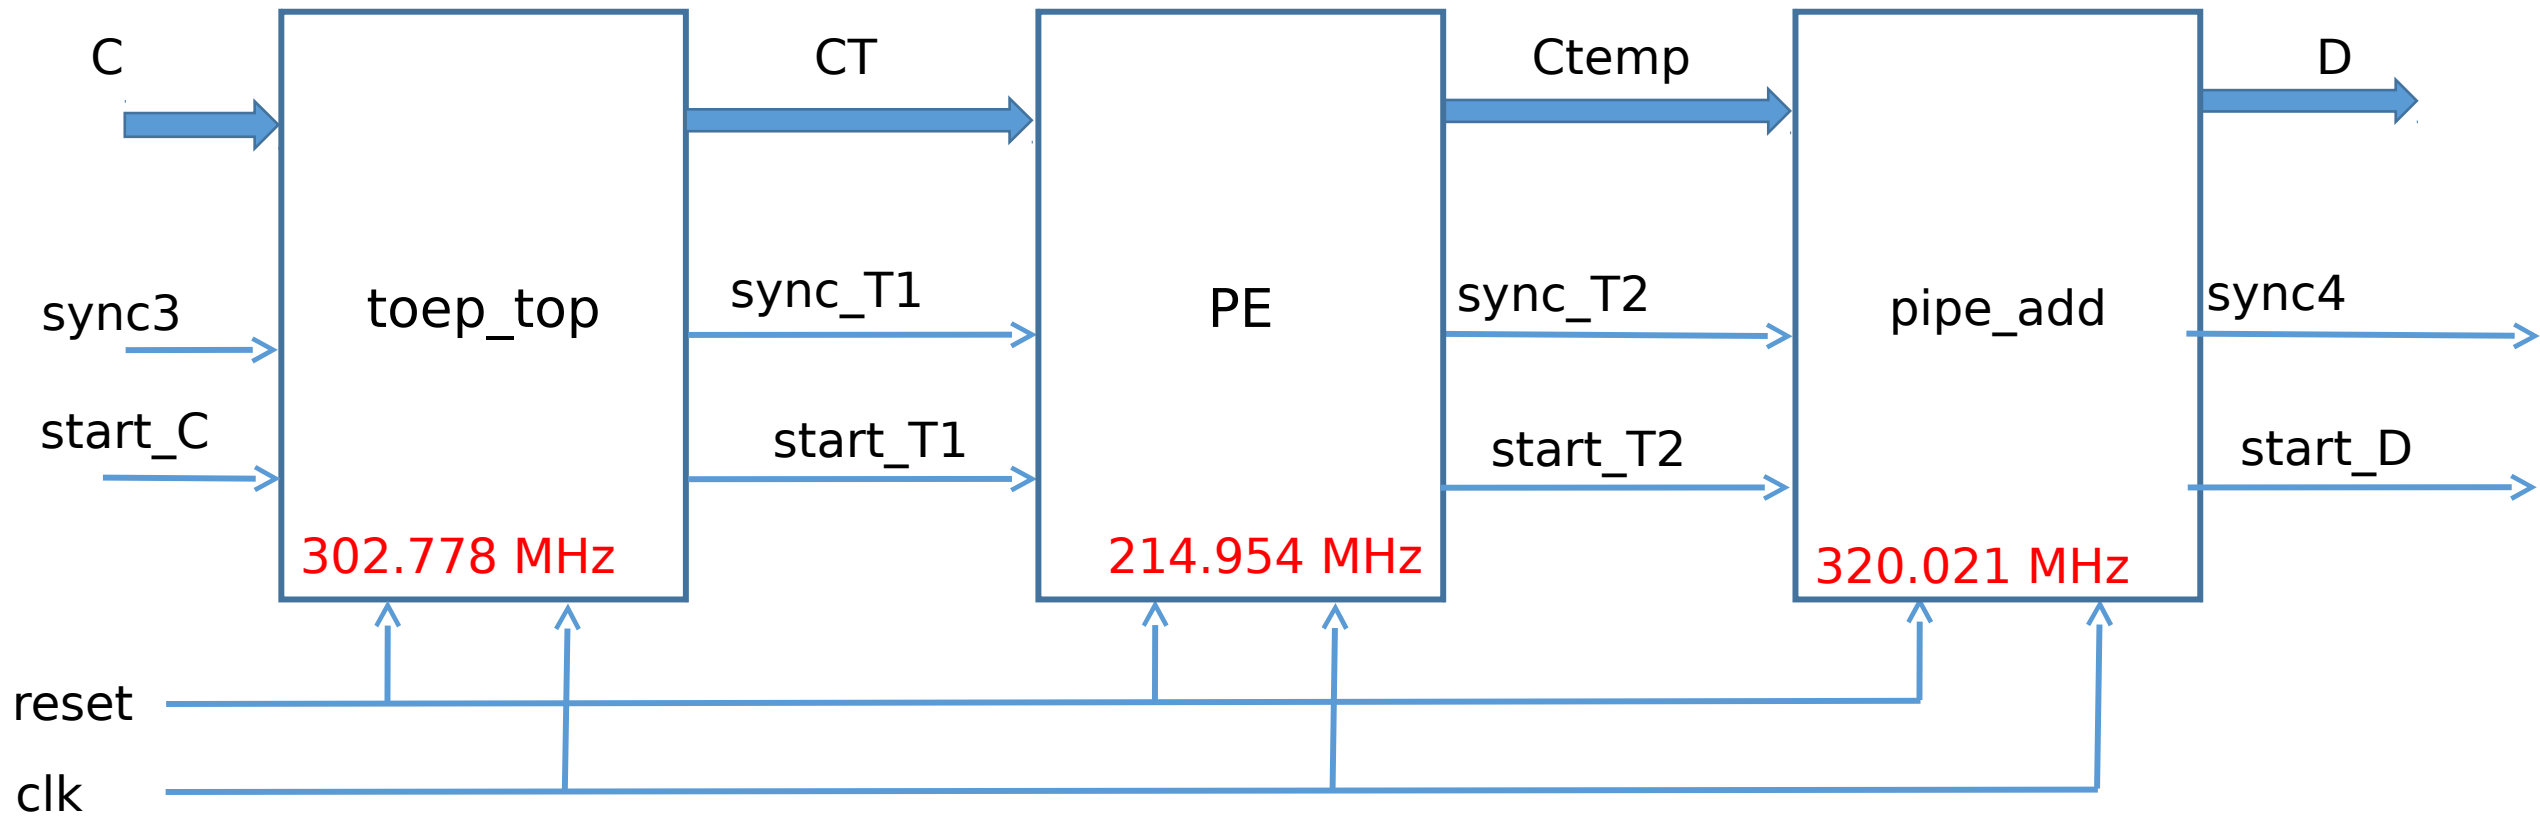 C
CT
Ctemp
D
sync3
toep_top
sync_T1
PE
sync_T2
pipe_add
sync4
start_C
start_T1
start_T2
start_D
302.778 MHz
214.954 MHz
320.021 MHz
reset
clk